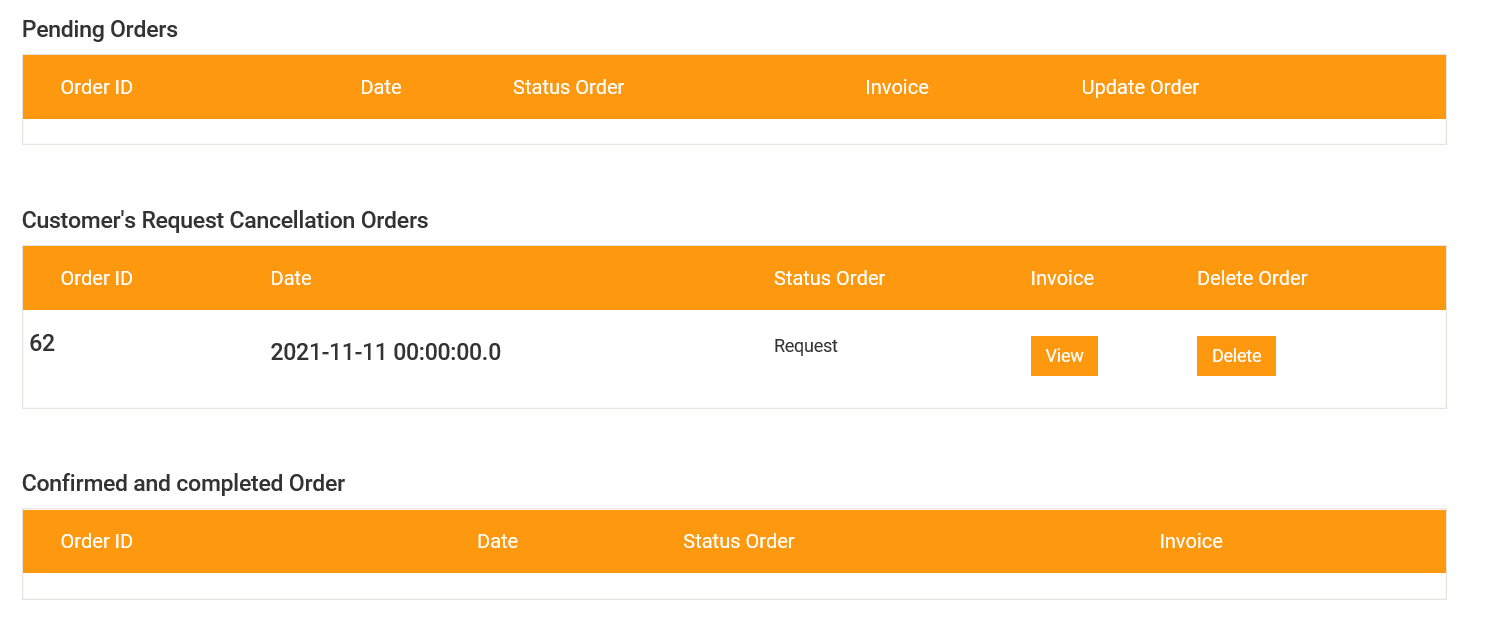 Pending Orders
Order ID Date Status Order Invoice Update Order
Customer's Request Cancellation Orders
Order ID Date Status Order Invoice Delete Order
62 2021-11-11 00:00:00.0 Request View Delete
Confirmed and completed Order
Order ID Date Status Order Invoice